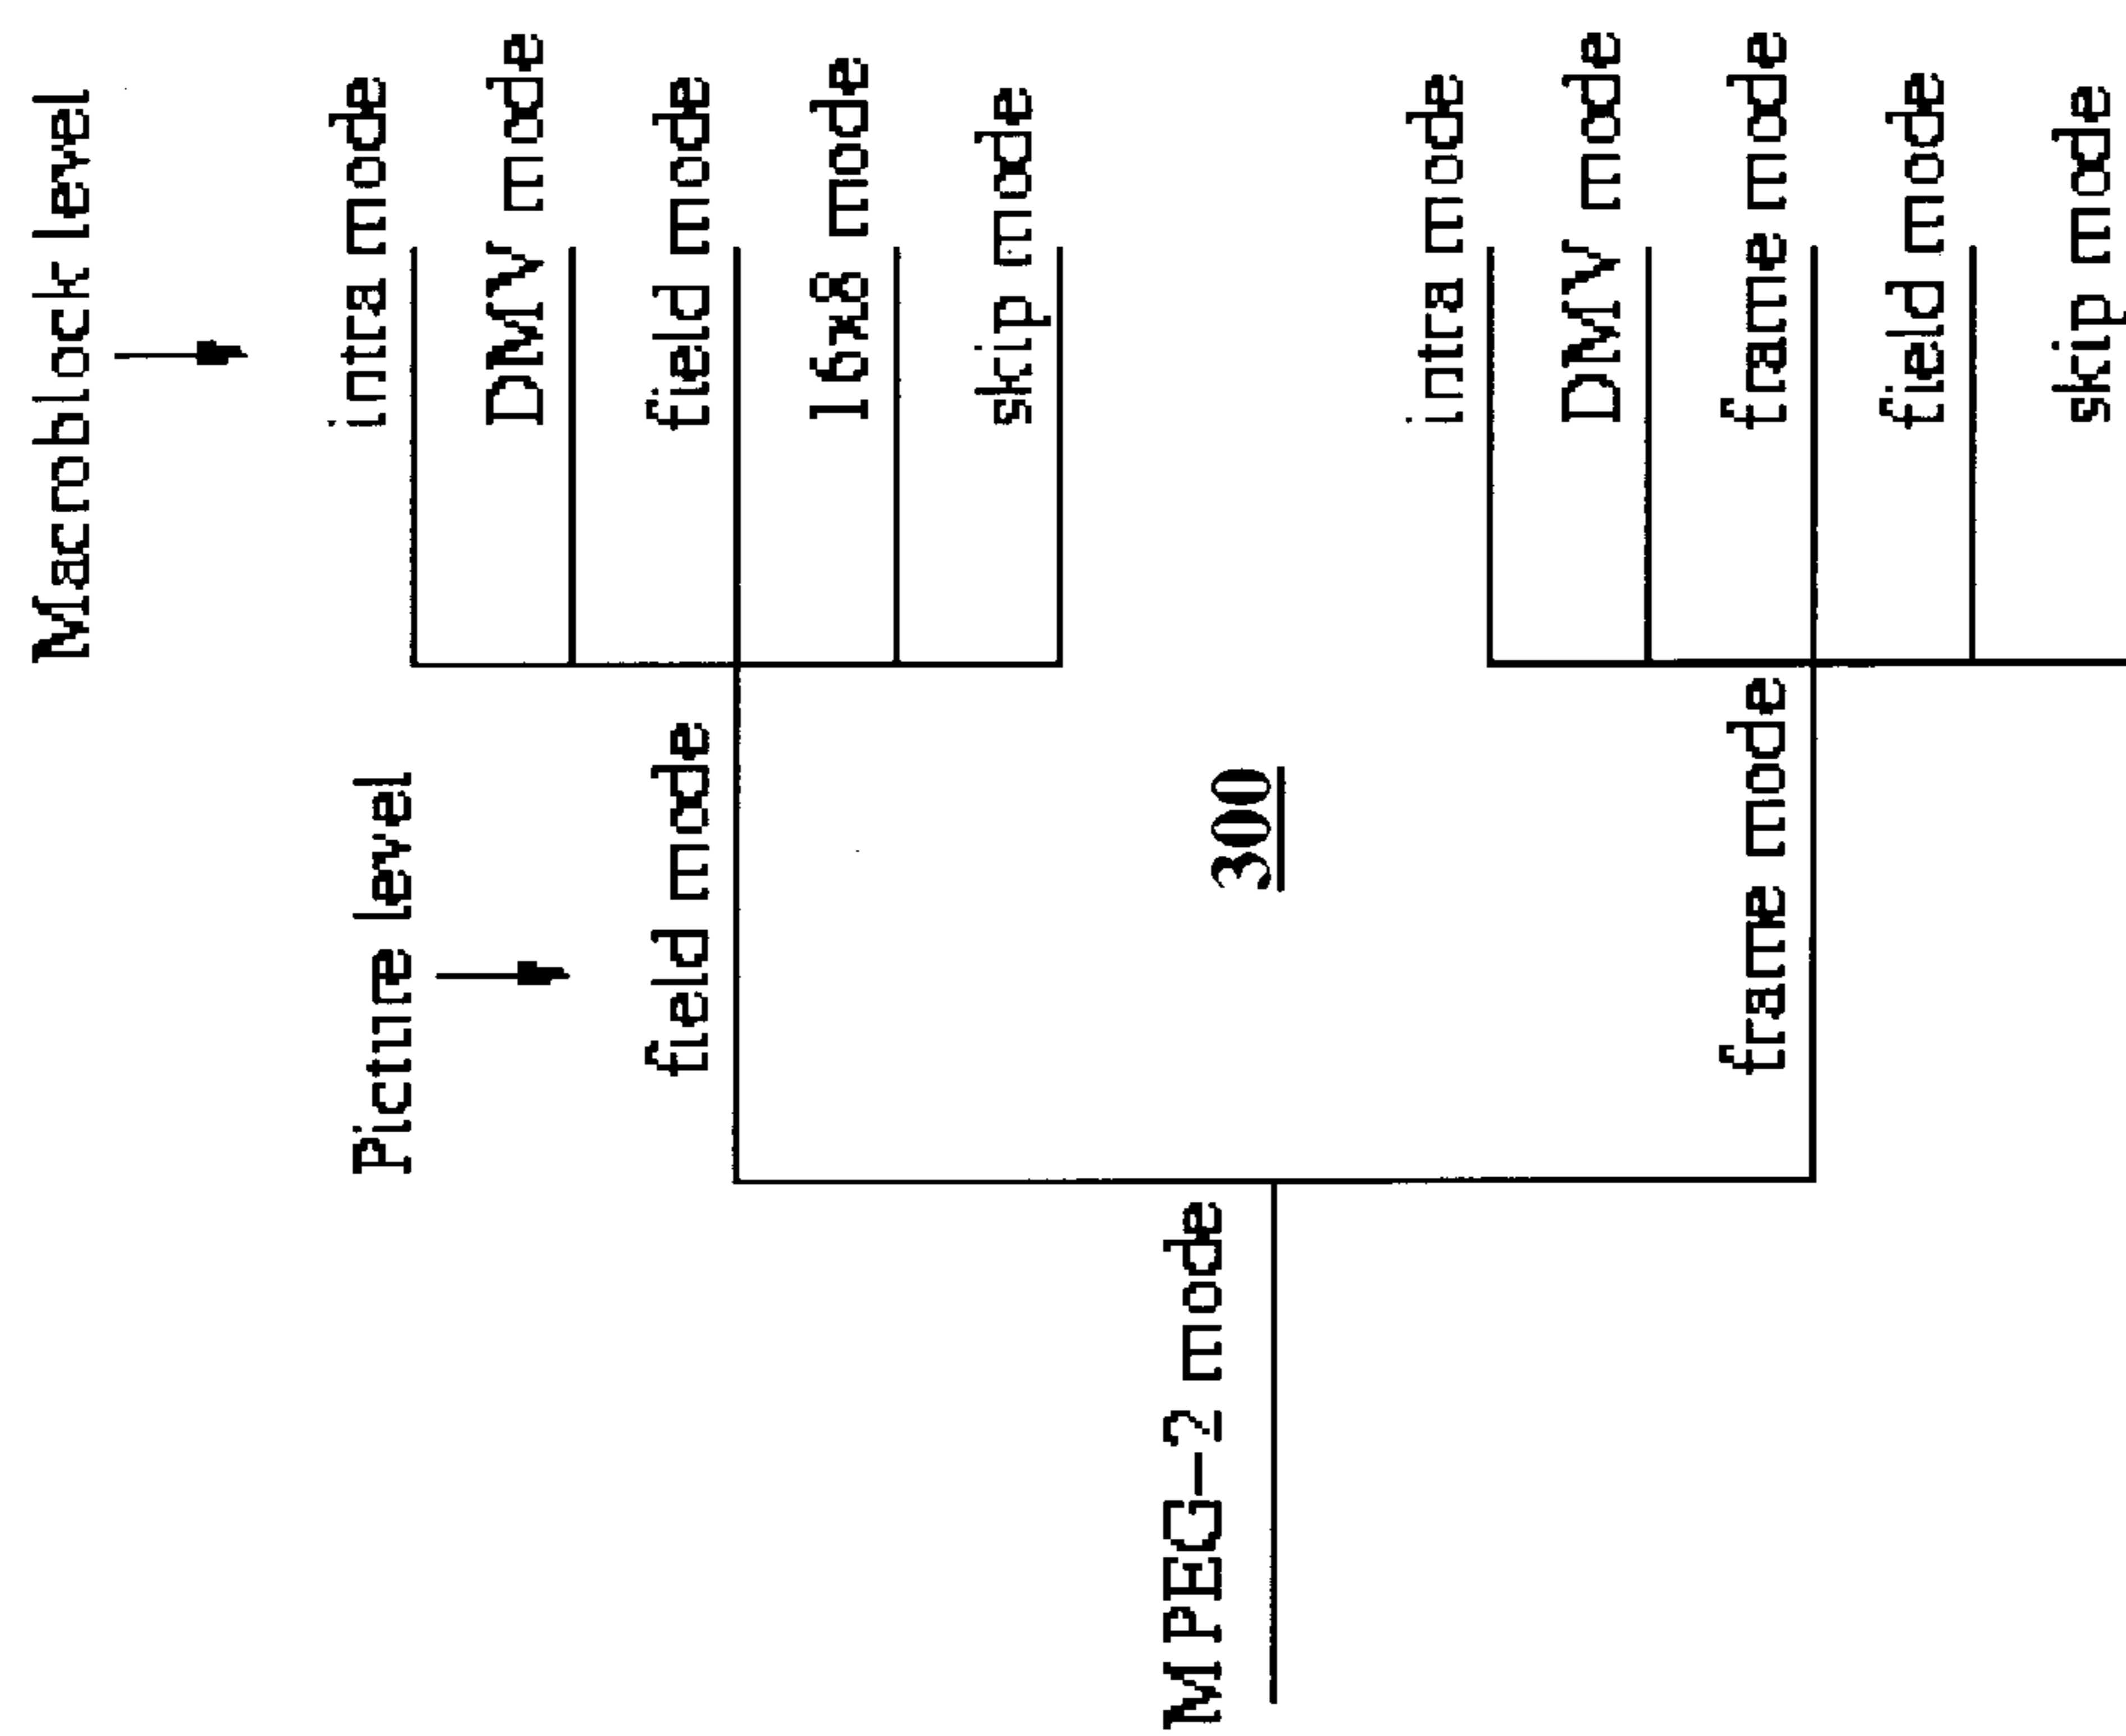 Macroblock level
Picture level
intra mode
DMV mode
field mode
field mode
16x8 mode
skip mode
MPEG-2 mode
300
intra mode
DMV mode
frame mode
frame mode
field mode
skip mode